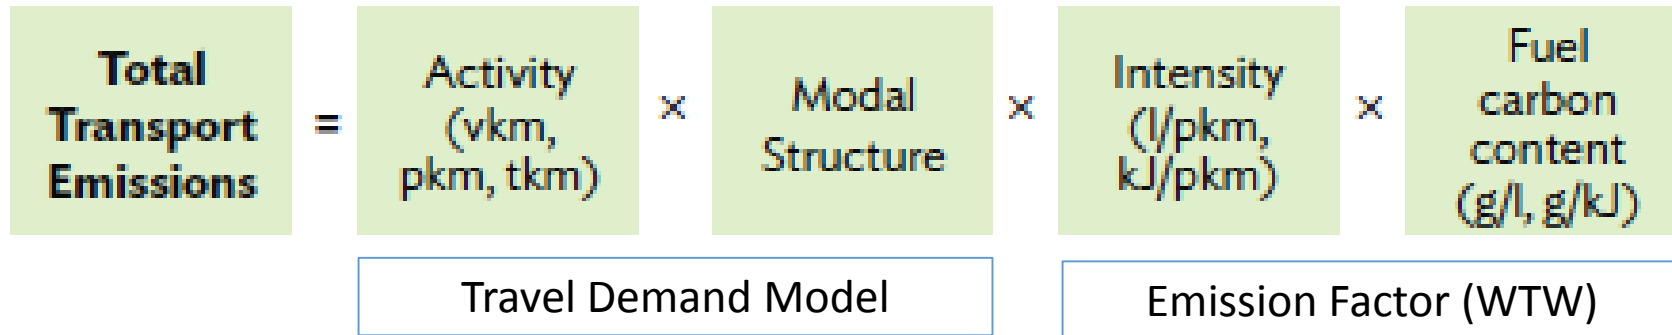 Total
Transport
Emissions
=
Activity
(vkm,
pkm, tkm)
×
Modal
Structure
×
Intensity
(l/pkm,
kJ/pkm)
×
Fuel
carbon
content
(g/l, g/kJ)
Travel Demand Model
Emission Factor (WTW)